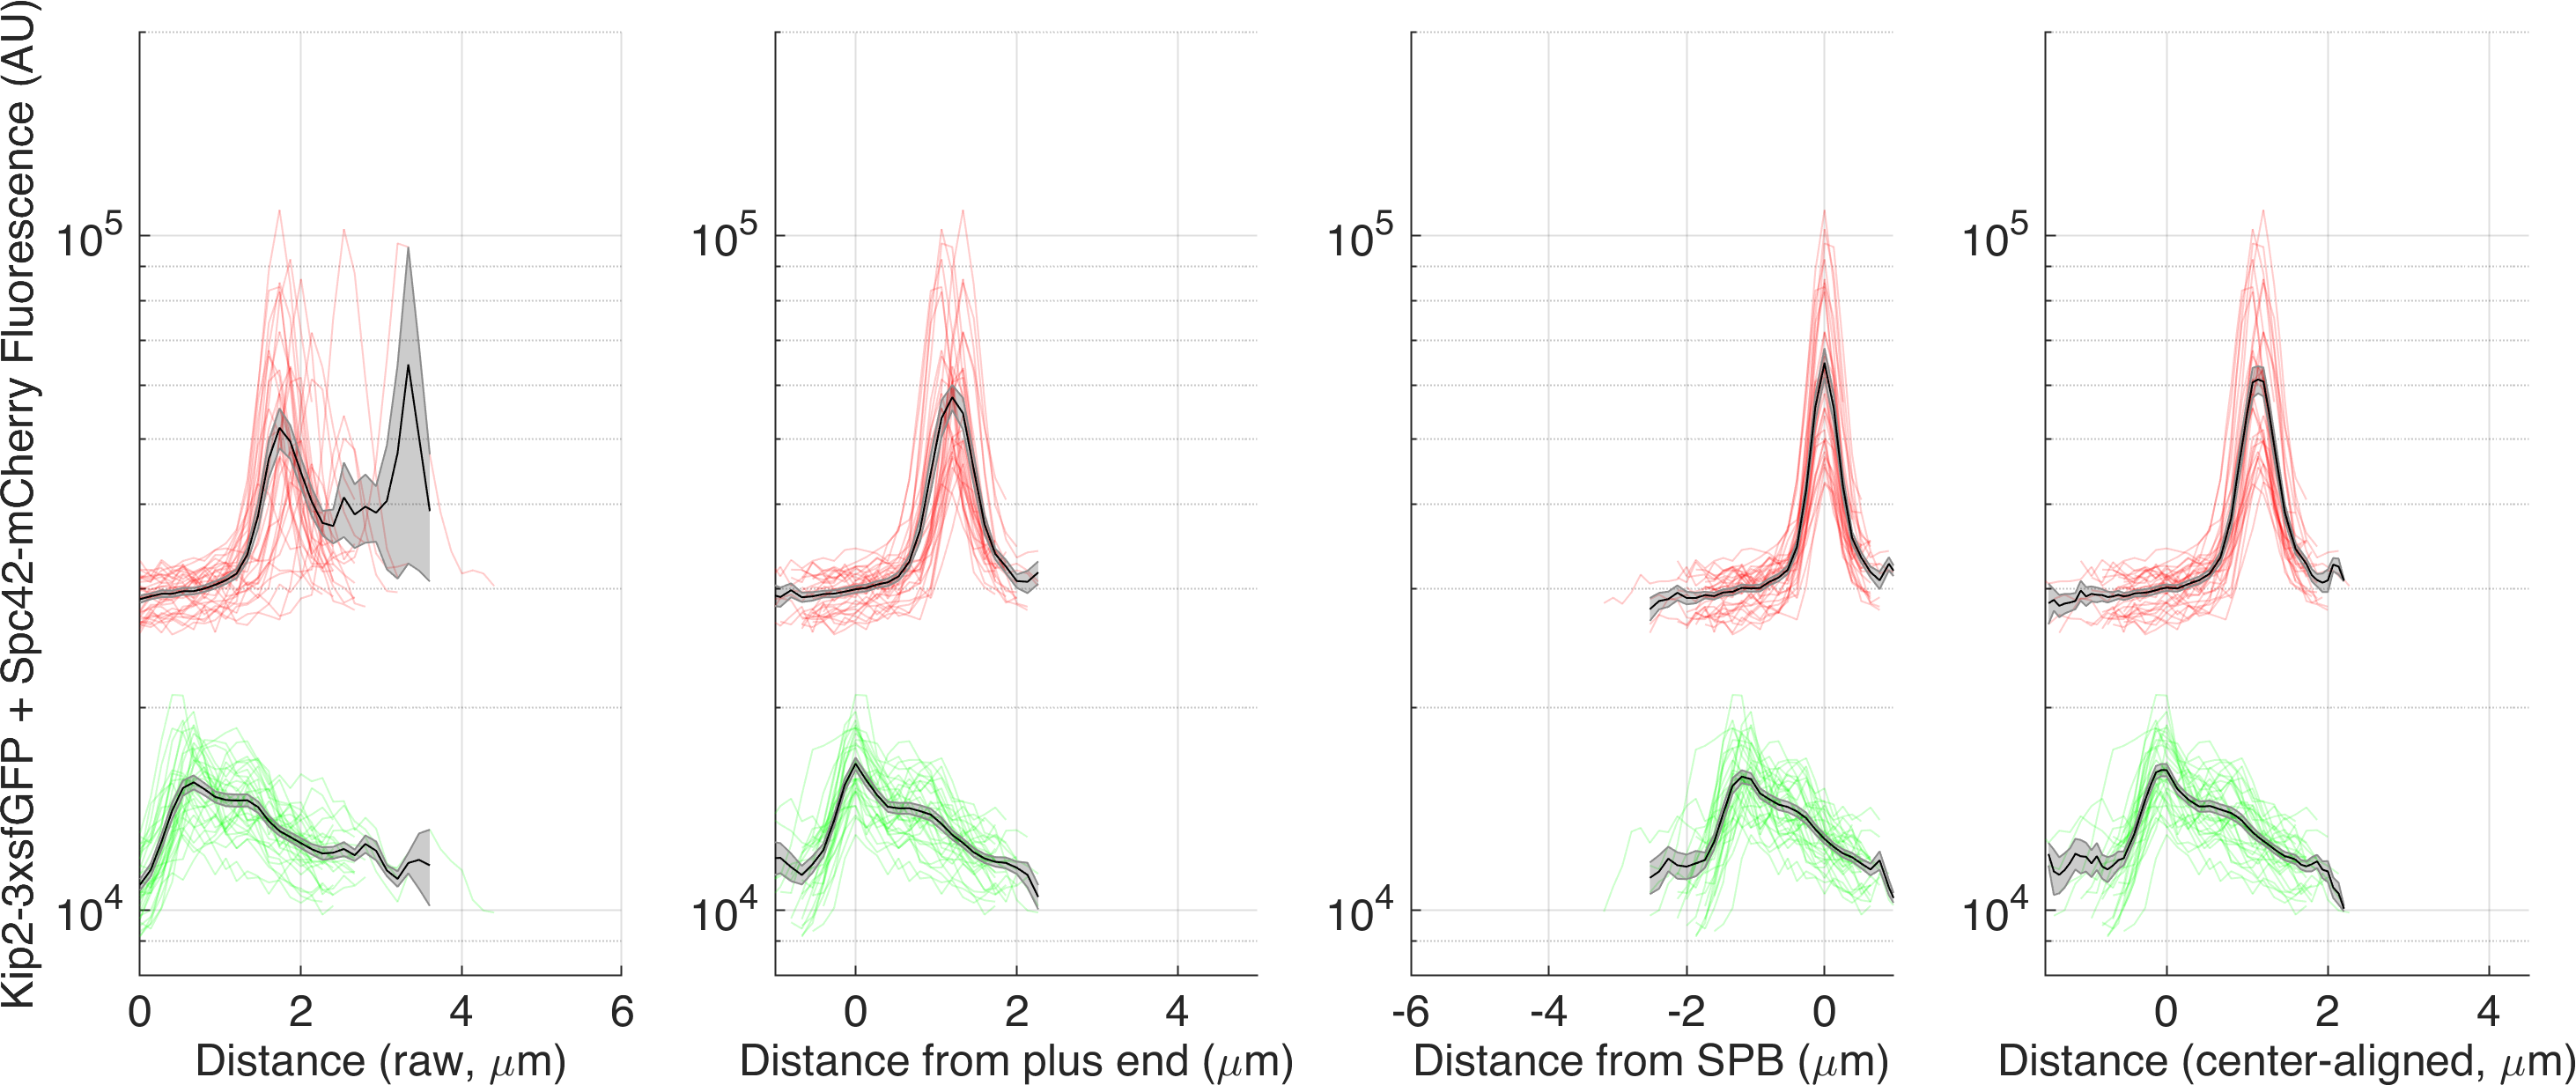 Kip2-3xsfGFP + Spc42-mCherry Fluorescence (AU)
10^5
10^4
0 2 4 6
Distance (raw, μm)
10^5
10^4
0 2 4
Distance from plus end (μm)
10^5
10^4
-6 -4 -2 0
Distance from SPB (μm)
10^5
10^4
0 2 4
Distance (center-aligned, μm)